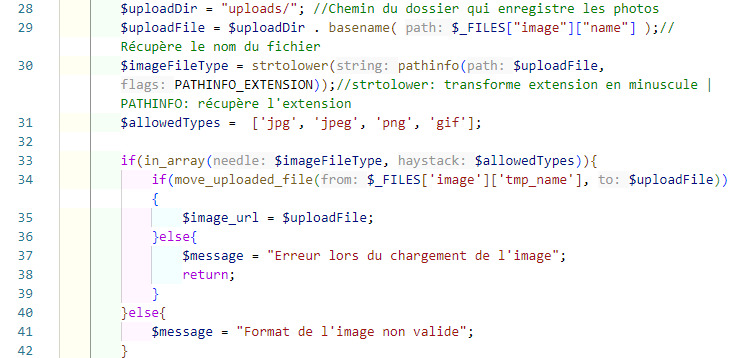 28 $uploadDir = "uploads/"; //Chemin du dossier qui enregistre les photos
29 $uploadFile = $uploadDir . basename( path: $_FILES["image"]["name"] );//
Récupère le nom du fichier
30 $imageFileType = strtolower(string: pathinfo(path: $uploadFile,
flags: PATHINFO_EXTENSION));//strtolower: transforme extension en minuscule |
PATHINFO: récupère l'extension
31 $allowedTypes =  ['jpg', 'jpeg', 'png', 'gif'];
32
33 if(in_array(needle: $imageFileType, haystack: $allowedTypes)){
34 if(move_uploaded_file(from: $_FILES['image']['tmp_name'], to: $uploadFile))
{
35 $image_url = $uploadFile;
36 }else{
37 $message = "Erreur lors du chargement de l'image";
38 return;
39 }
40 }else{
41 $message = "Format de l'image non valide";
42 }